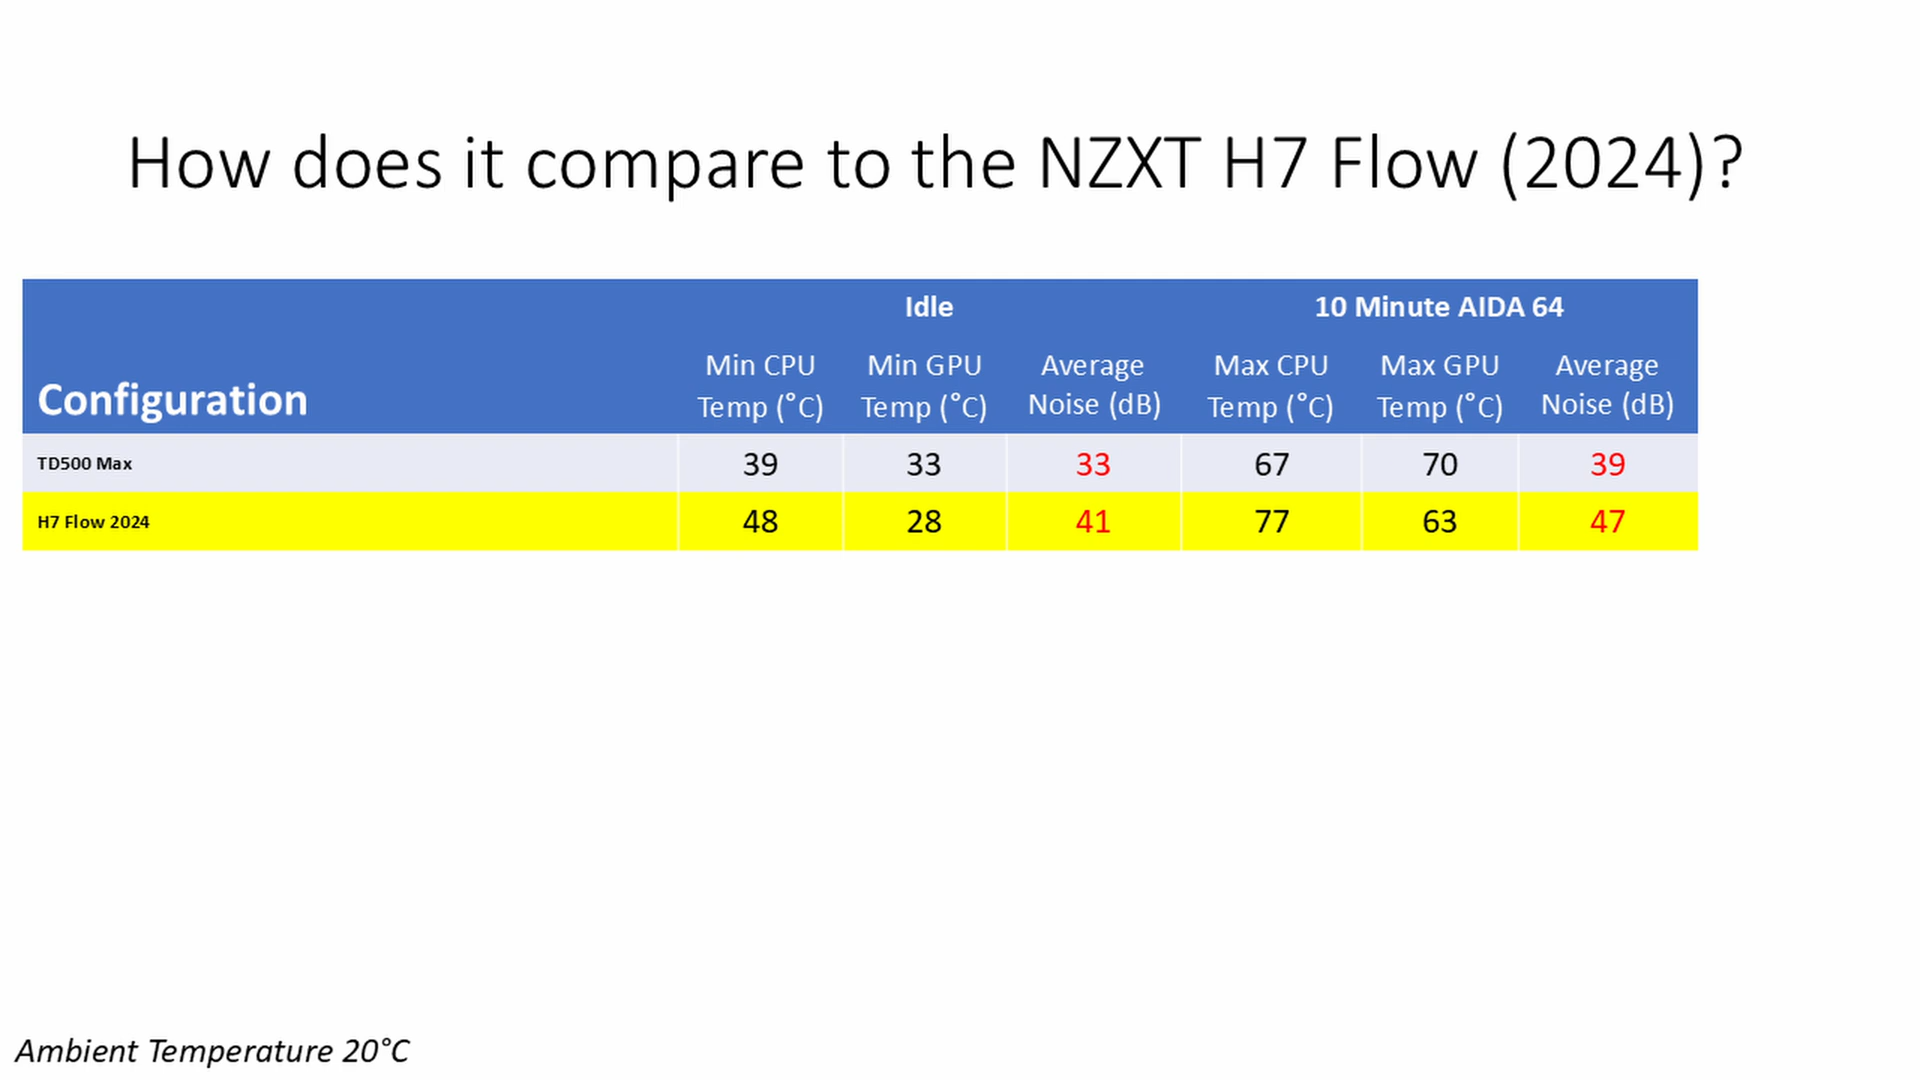 How does it compare to the NZXT H7 Flow (2024)?
Idle 10 Minute AIDA 64
Configuration Min CPU Temp (˚C) Min GPU Temp (˚C) Average Noise (dB) Max CPU Temp (˚C) Max GPU Temp (˚C) Average Noise (dB)
TD500 Max 39 33 33 67 70 39
H7 Flow 2024 48 28 41 77 63 47
Ambient Temperature 20°C